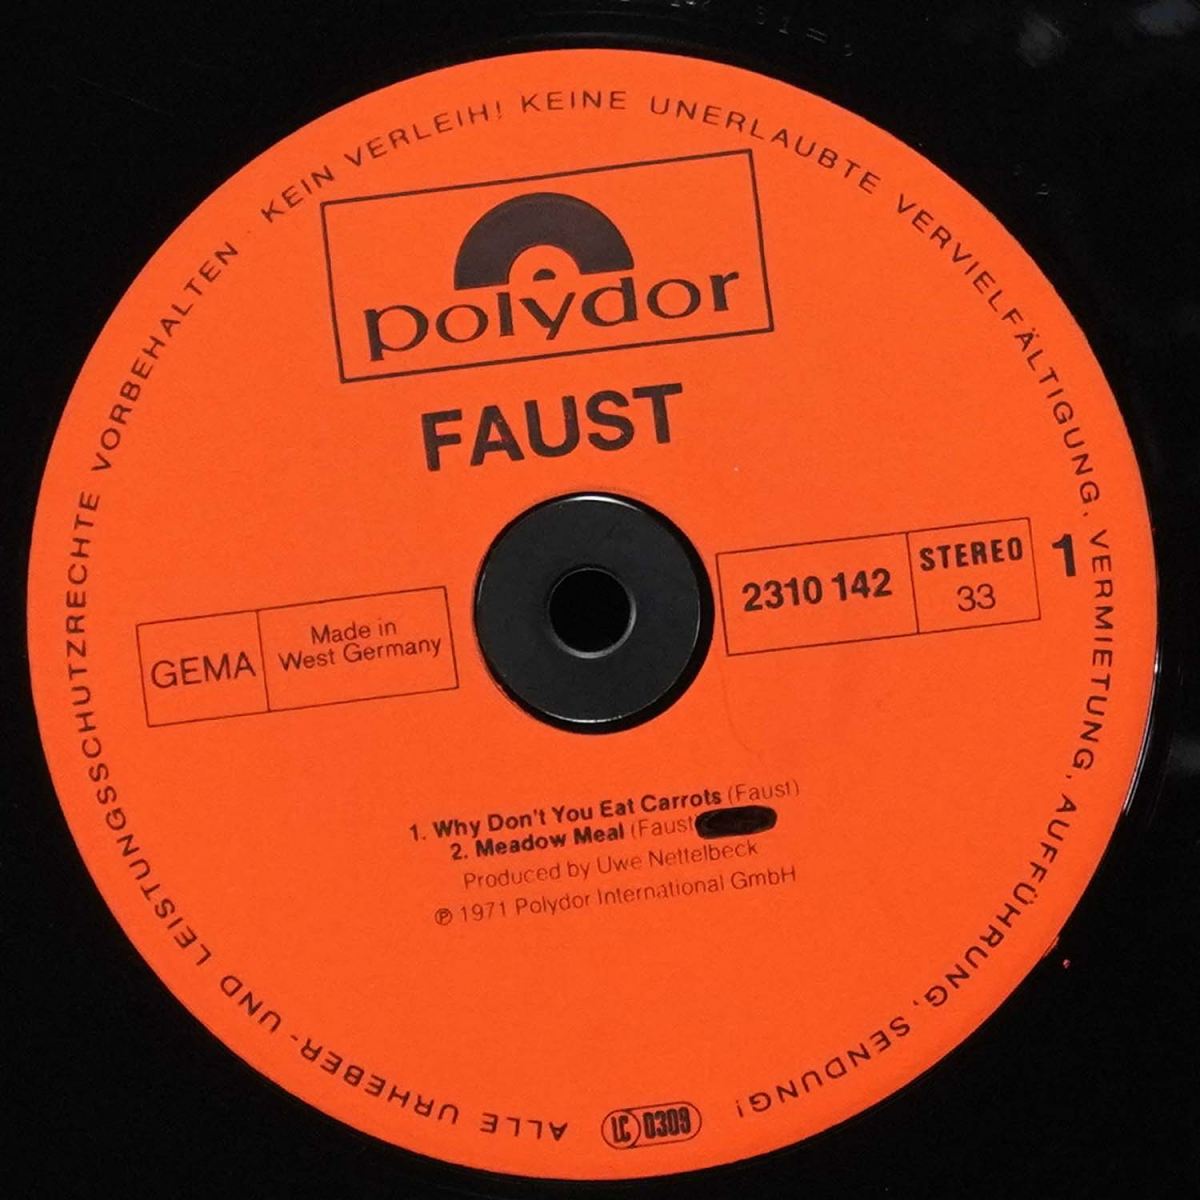 ALLE URHEBER- UND LEISTUNGSSCHUTZRECHTE VORBEHALTEN · KEIN VERLEIH! KEINE UNERLAUBTE VERVIELFÄLTIGUNG, VERMIETUNG, AUFFÜHRUNG, SENDUNG!
polydor
FAUST
GEMA
Made in
West Germany
2310 142
STEREO
33
1
1. Why Don't You Eat Carrots (Faust)
2. Meadow Meal (Faust
Produced by Uwe Nettelbeck
℗ 1971 Polydor International GmbH
LC 0309